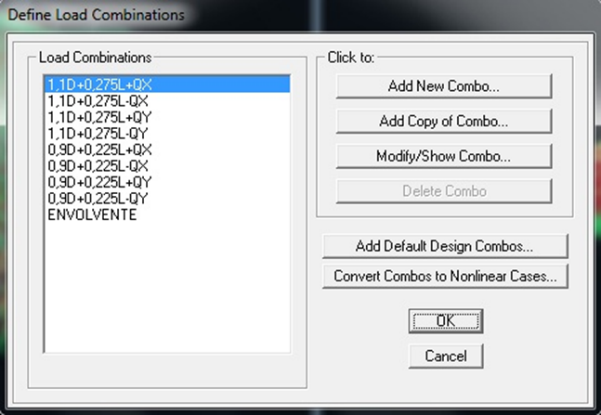 Define Load Combinations
Load Combinations
1,1D+0,275L+QX
1,1D+0,275L-QX
1,1D+0,275L+QY
1,1D+0,275L-QY
0,9D+0,225L+QX
0,9D+0,225L-QX
0,9D+0,225L+QY
0,9D+0,225L-QY
ENVOLVENTE
Click to:
Add New Combo...
Add Copy of Combo...
Modify/Show Combo...
Delete Combo
Add Default Design Combos...
Convert Combos to Nonlinear Cases...
OK
Cancel